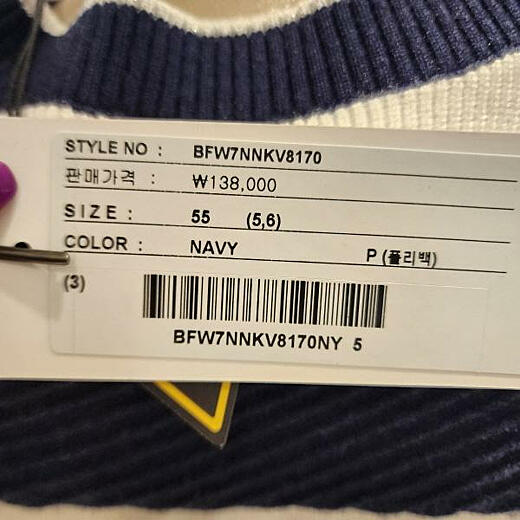 STYLE NO : BFW7NNKV8170
판매가격 : ₩138,000
SIZE : 55 (5,6)
COLOR : NAVY P (폴리백)
(3)
BFW7NNKV8170NY 5